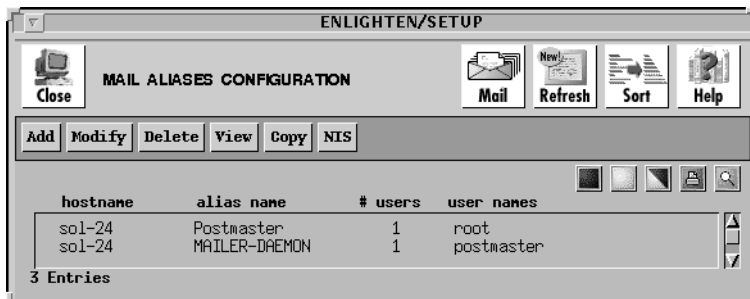 ENLIGHTEN/SETUP
Close
MAIL ALIASES CONFIGURATION
Mail
New!
Refresh
Sort
Help
Add Modify Delete View Copy NIS
hostname alias name # users user names
sol-24 Postmaster 1 root
sol-24 MAILER-DAEMON 1 postmaster
3 Entries